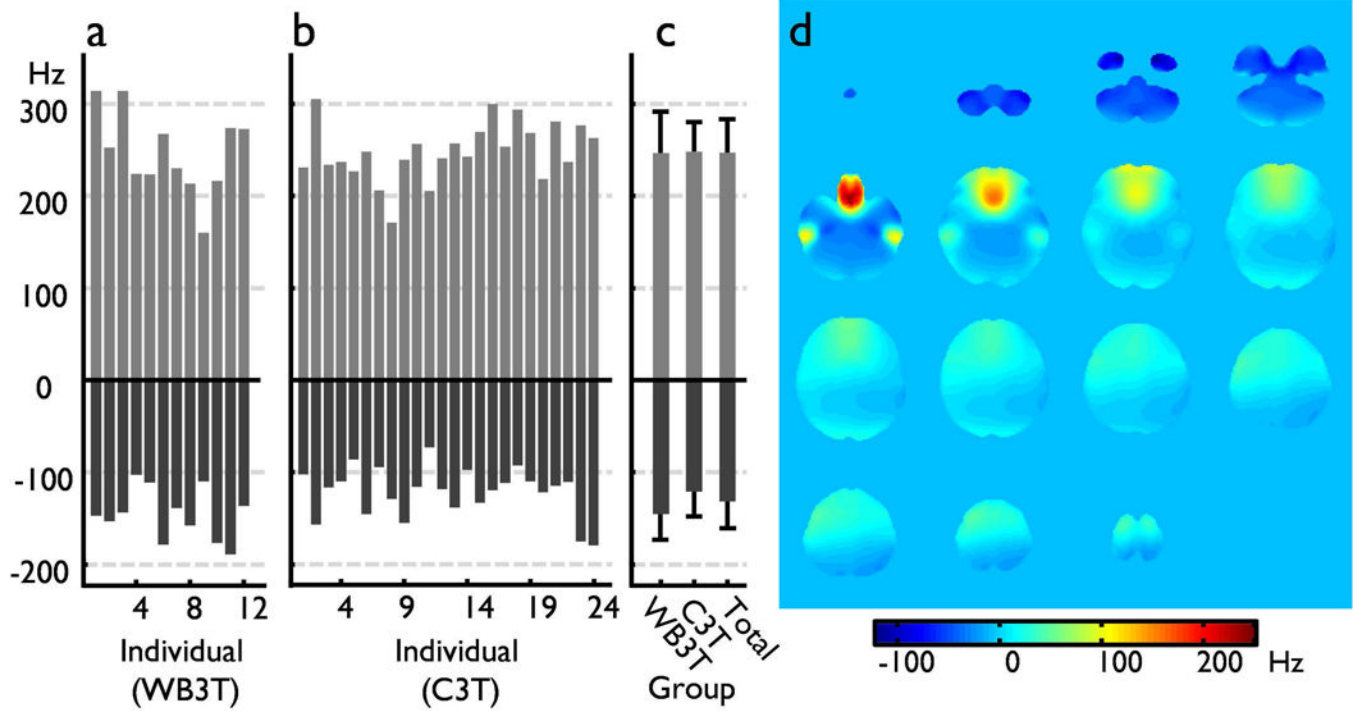 a
b
c
d
Hz
300
200
100
0
-100
-200
4 8 12
4 9 14 19 24
WB3T
C3T
Total
Individual
(WB3T)
Individual
(C3T)
Group
-100 0 100 200 Hz